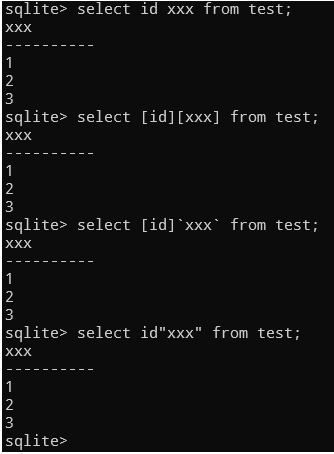 sqlite> select id xxx from test;
xxx
----------
1
2
3
sqlite> select [id][xxx] from test;
xxx
----------
1
2
3
sqlite> select [id]`xxx` from test;
xxx
----------
1
2
3
sqlite> select id"xxx" from test;
xxx
----------
1
2
3
sqlite>